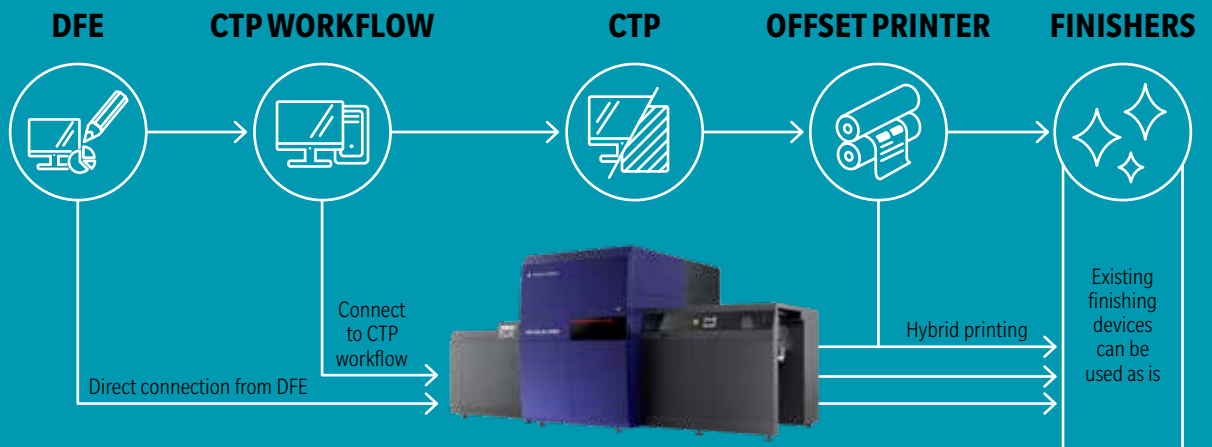 DFE
CTP WORKFLOW
CTP
OFFSET PRINTER
FINISHERS
Connect
to CTP
workflow
Direct connection from DFE
Hybrid printing
Existing
finishing
devices
can be
used as is